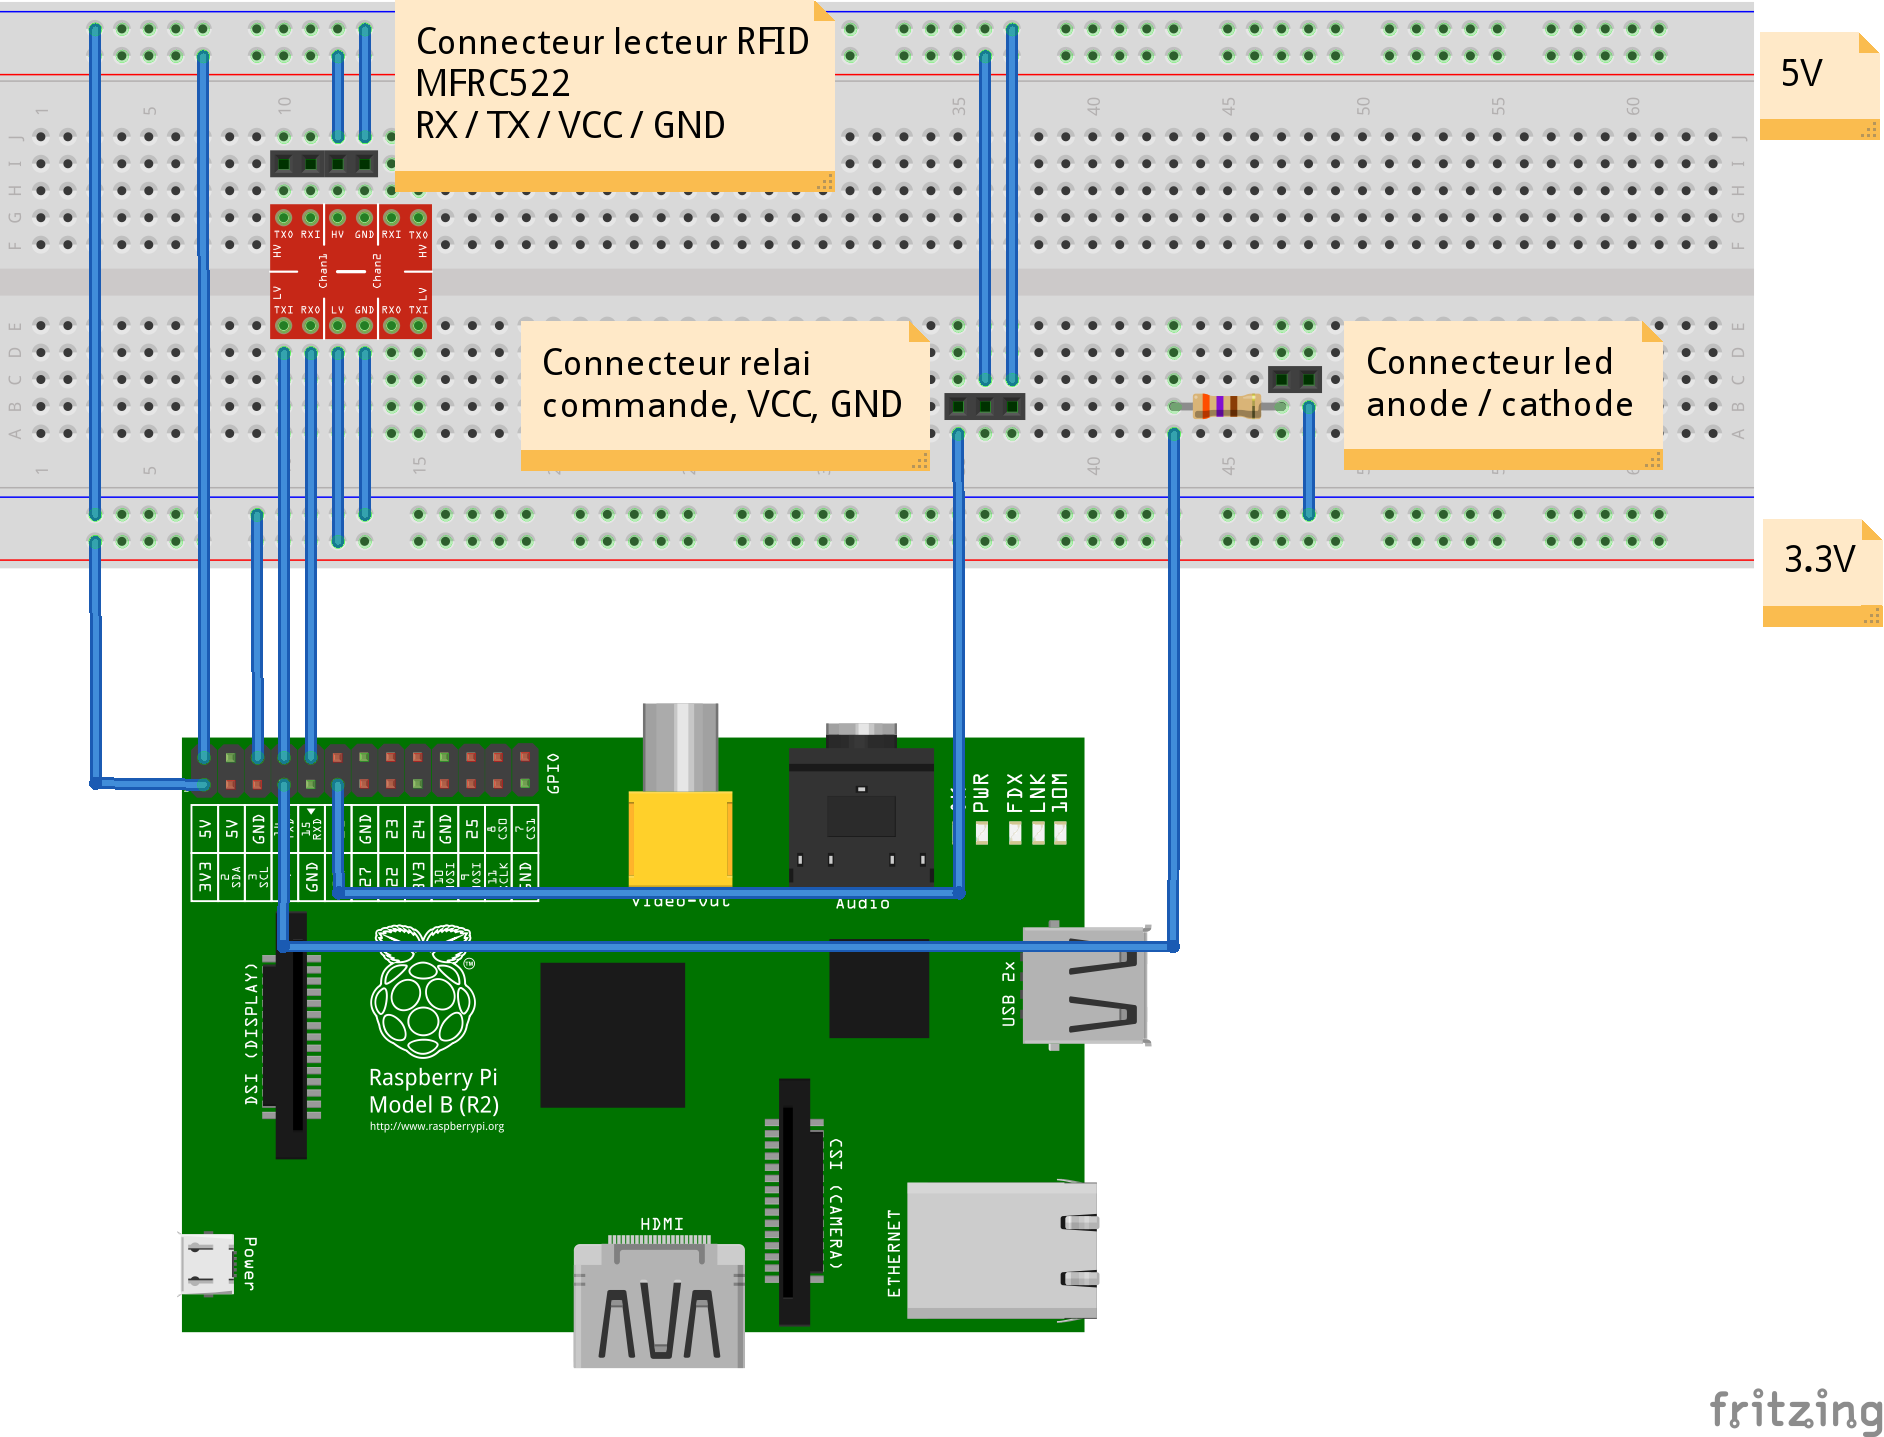 Connecteur lecteur RFID
MFRC522
RX / TX / VCC / GND
5V
1 5 10 35 40 45 50 55 60
J
I
H
G
F
TXO RXI HV GND RXI TXO
HV HV
Chan1 Chan2
LV LV
TXI RXO LV GND RXO TXI
Connecteur relai
commande, VCC, GND
Connecteur led
anode / cathode
E
D
C
B
A
1 5 15 40 45
3.3V
GPIO
5V 5V GND 15 RXD GND 23 24 GND 25 8 CS0 7 CS1
3V3 2 SDA 3 SCL GND 27 22 3V3 10 MOSI 9 11 GND
PWR
FDX
LNK
10M
Video-Out
Audio
DSI (DISPLAY)
TM
Raspberry Pi
Model B (R2)
http://www.raspberrypi.org
USB 2x
CSI (CAMERA)
Power
HDMI
ETHERNET
fritzing